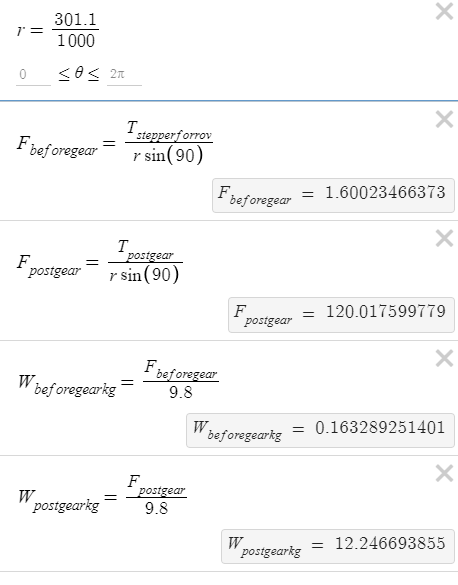 r = 301.1/1000
0 ≤ θ ≤ 2π
F_beforegear = T_stepperforrov / r sin(90)
F_beforegear = 1.60023466373
F_postgear = T_postgear / r sin(90)
F_postgear = 120.017599779
W_beforegearkg = F_beforegear / 9.8
W_beforegearkg = 0.163289251401
W_postgearkg = F_postgear / 9.8
W_postgearkg = 12.246693855